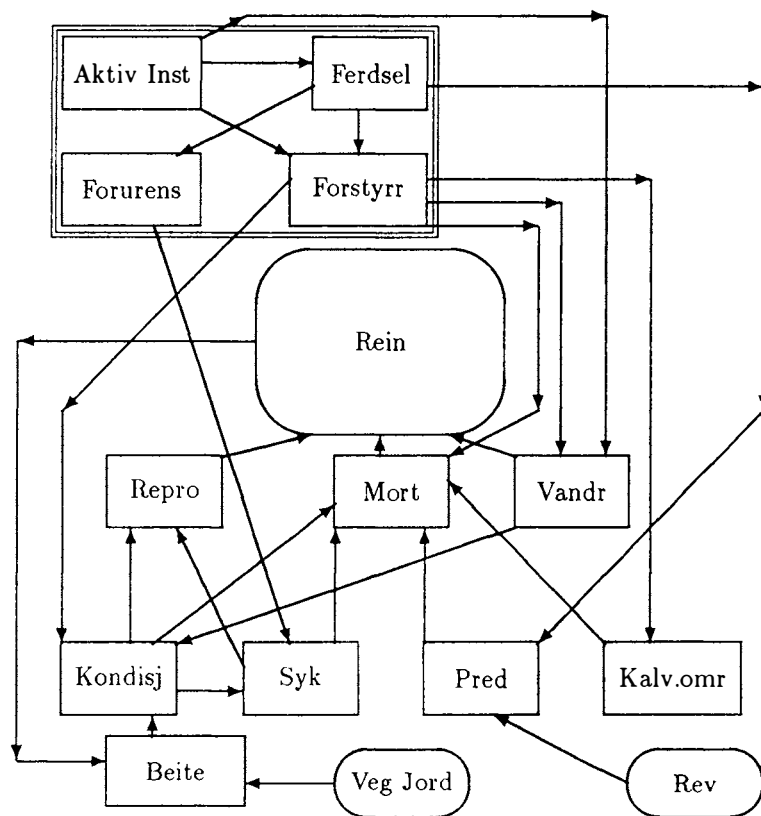 Aktiv Inst
Ferdsel
Forurens
Forstyrr
Rein
Repro
Mort
Vandr
Kondisj
Syk
Pred
Kalv.omr
Beite
Veg Jord
Rev